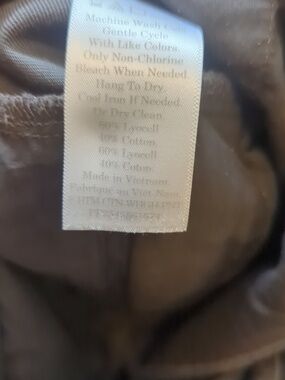 Machine Wash Cold
Gentle Cycle
With Like Colors.
Only Non-Chlorine
Bleach When Needed.
Hang To Dry.
Cool Iron If Needed.
Or Dry Clean.
60% Lyocell
40% Cotton.
60% Lyocell
40% Coton.
Made in Vietnam.
Fabriqué au Viet Nam.